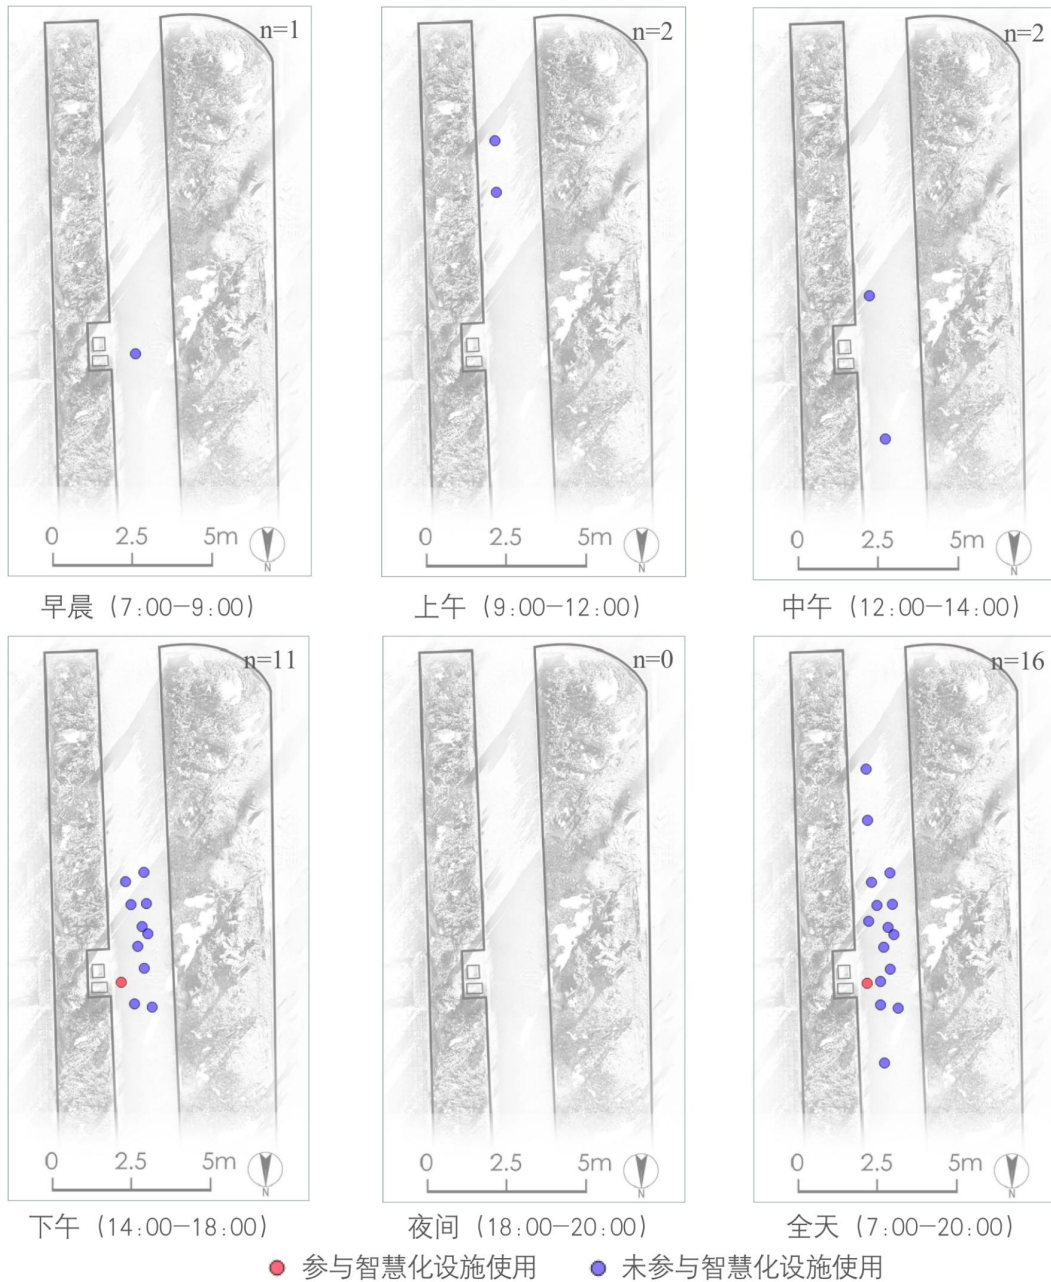 n=1
n=2
n=2
0 2.5 5m
N
0 2.5 5m
N
0 2.5 5m
N
早晨 (7:00—9:00)
上午 (9:00—12:00)
中午 (12:00—14:00)
n=11
n=0
n=16
0 2.5 5m
N
0 2.5 5m
N
0 2.5 5m
N
下午 (14:00—18:00)
夜间 (18:00—20:00)
全天 (7:00—20:00)
参与智慧化设施使用
未参与智慧化设施使用